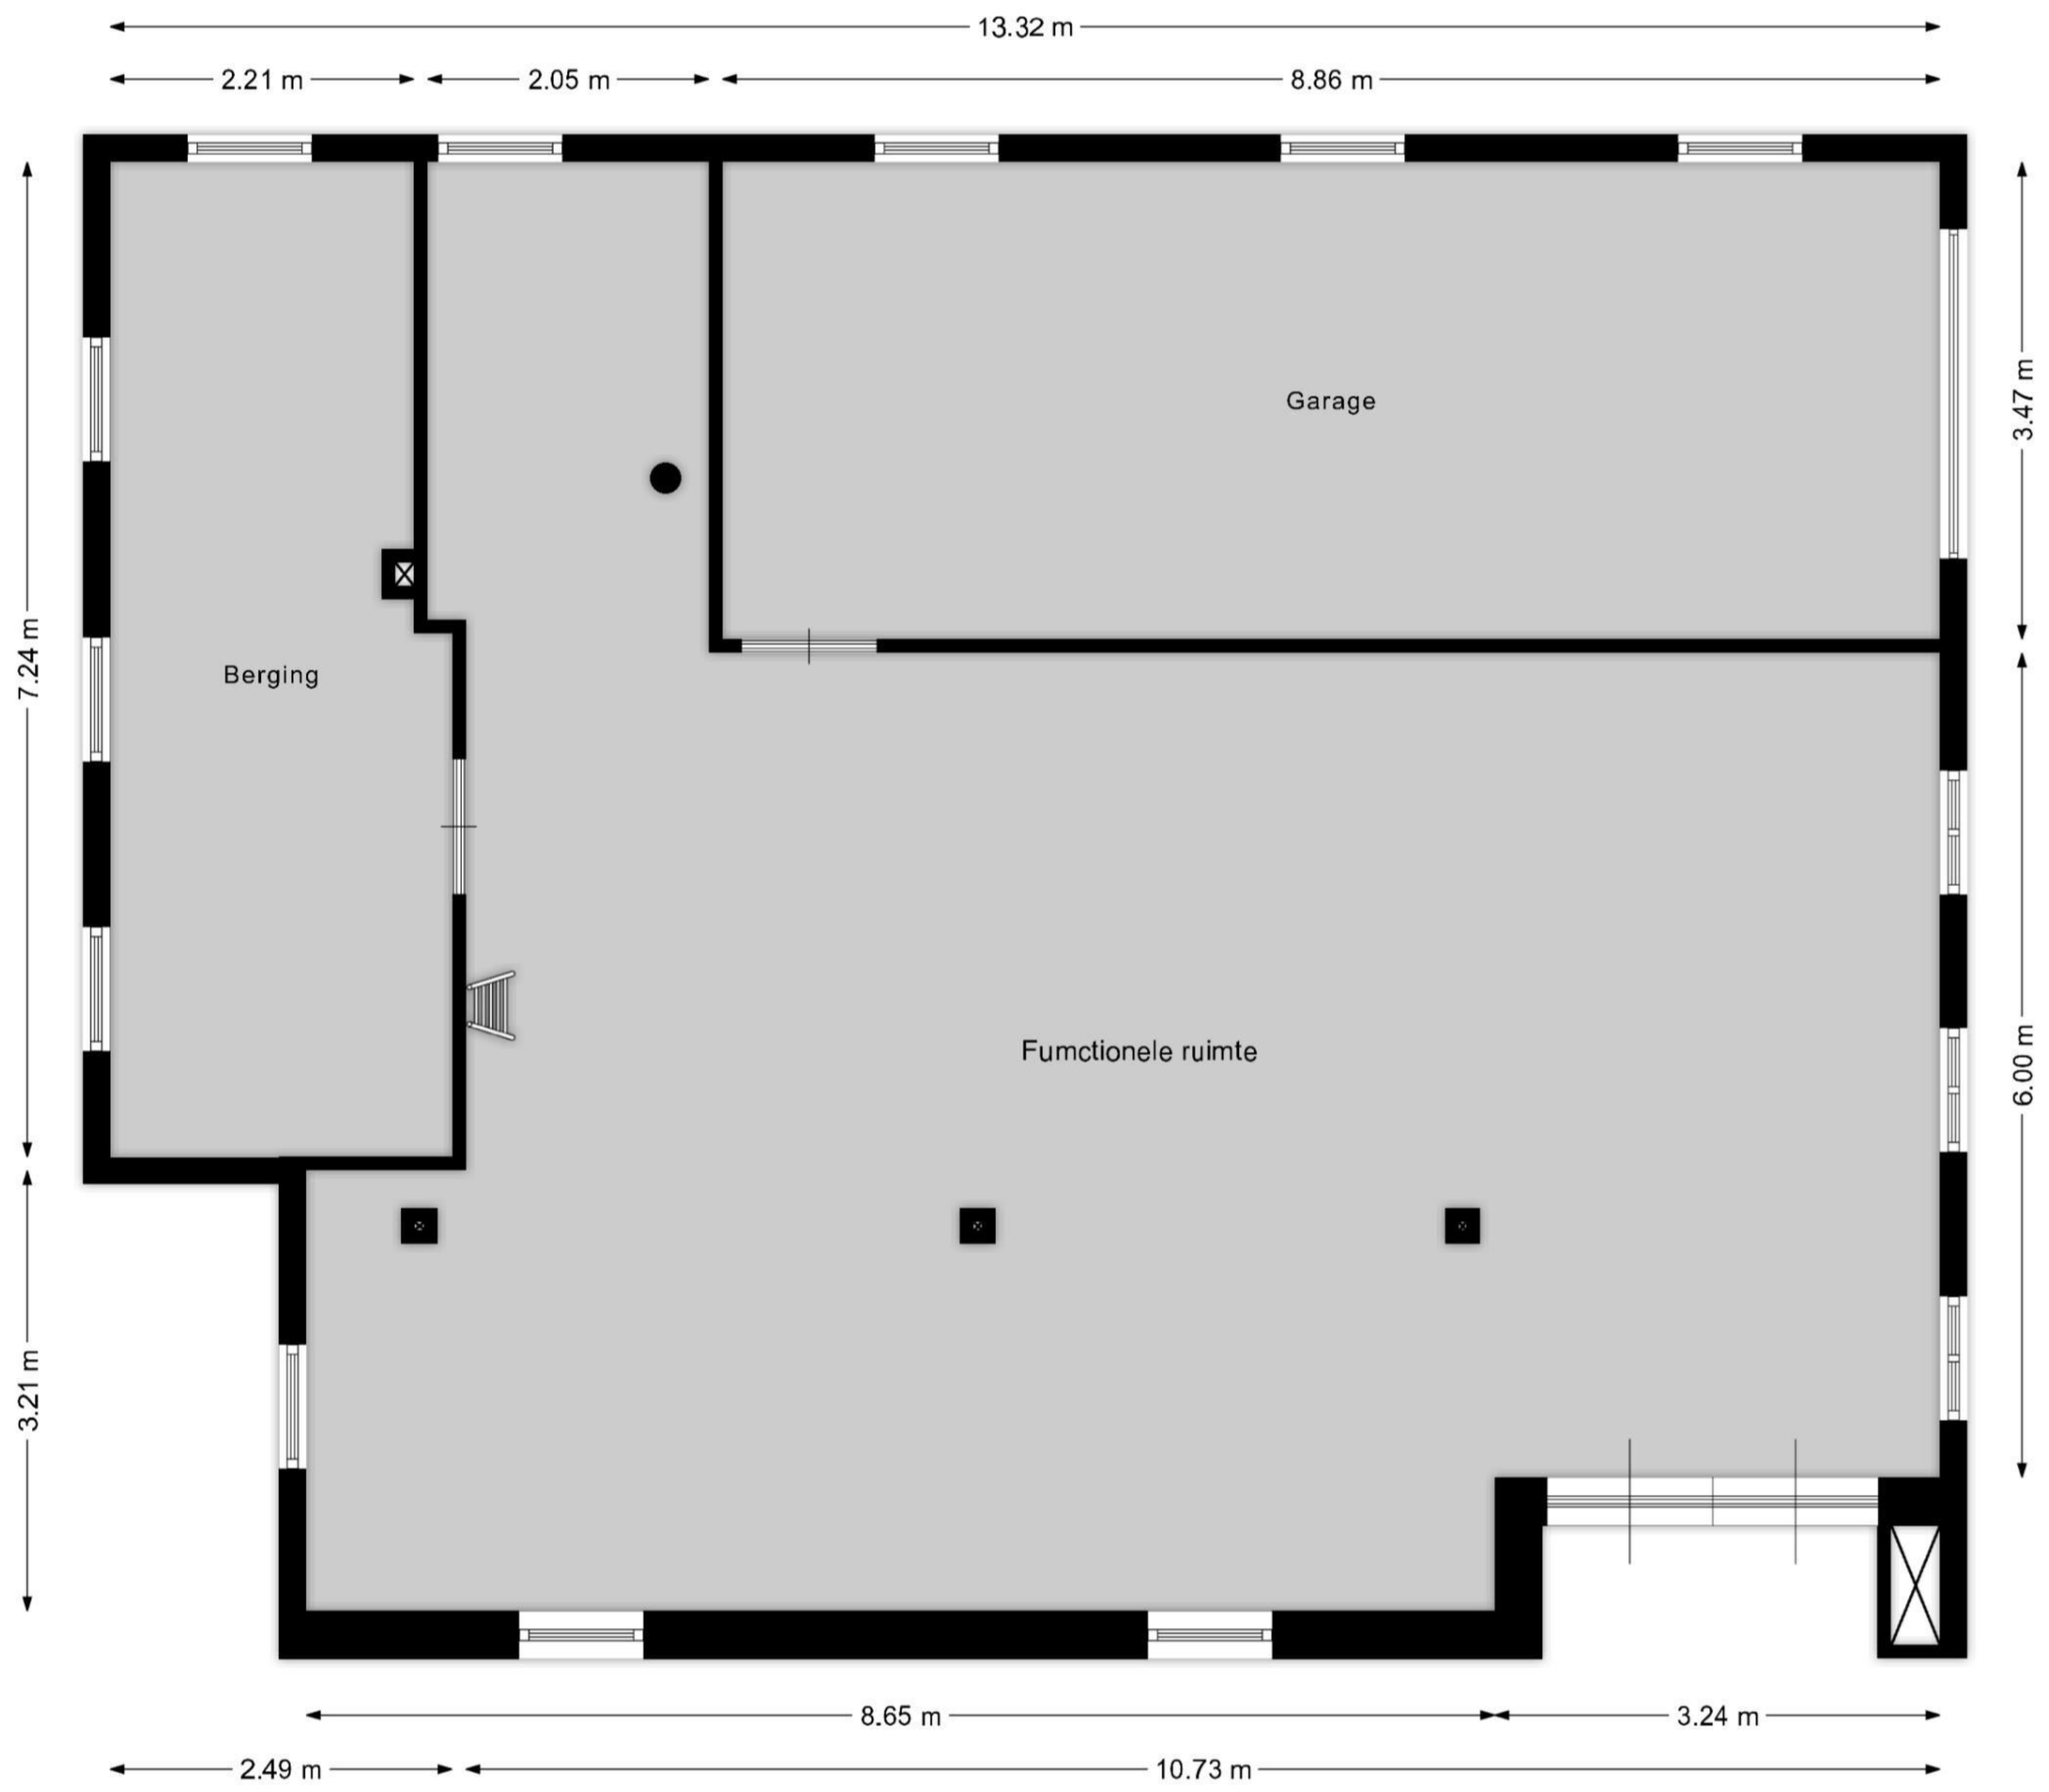 13.32 m
2.21 m
2.05 m
8.86 m
Garage
3.47 m
7.24 m
Berging
Fumctionele ruimte
6.00 m
3.21 m
8.65 m
3.24 m
2.49 m
10.73 m